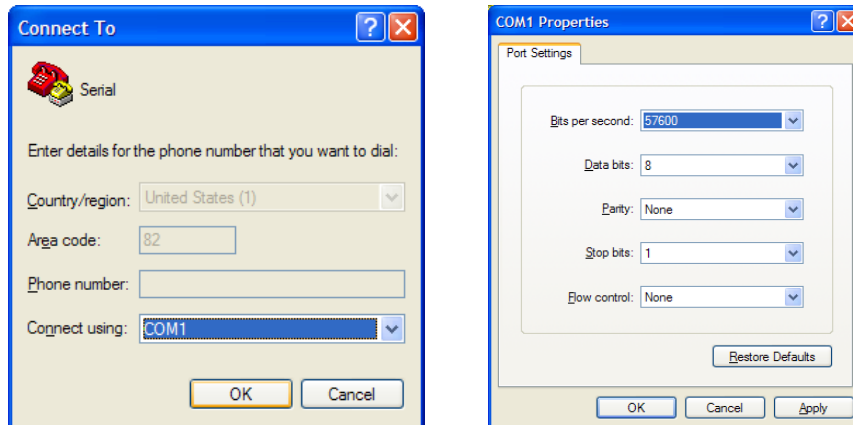 Connect To
Serial
Enter details for the phone number that you want to dial:
Country/region: United States (1)
Area code: 82
Phone number:
Connect using: COM1
OK Cancel
COM1 Properties
Port Settings
Bits per second: 57600
Data bits: 8
Parity: None
Stop bits: 1
Flow control: None
Restore Defaults
OK Cancel Apply